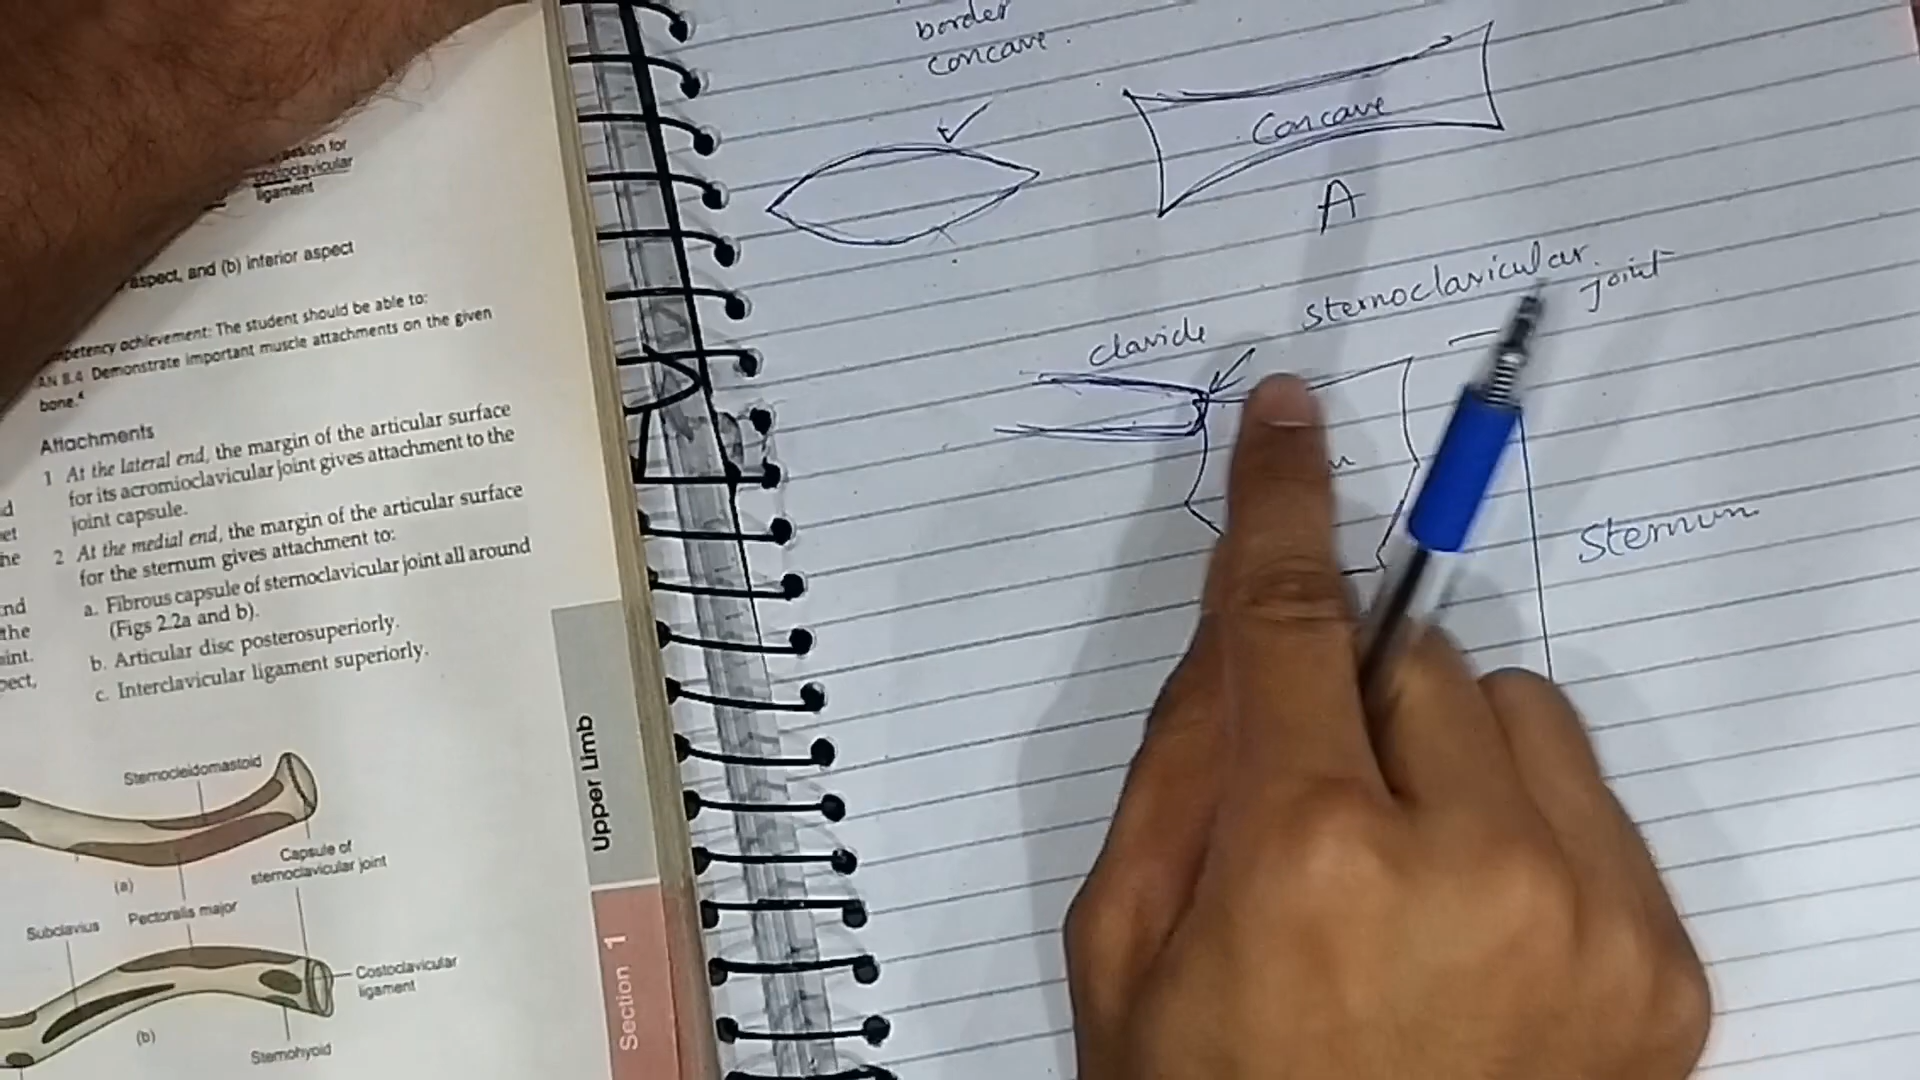 ligament
costoclavicular
aspect, and (b) inferior aspect
achievement: The student should be able to:
AN 8.4 Demonstrate important muscle attachments on the given
bone.4
Attachments
1 At the lateral end, the margin of the articular surface
for its acromioclavicular joint gives attachment to the
joint capsule.
2 At the medial end, the margin of the articular surface
for the sternum gives attachment to:
a. Fibrous capsule of sternoclavicular joint all around
(Figs 2.2a and b).
b. Articular disc posterosuperiorly.
c. Interclavicular ligament superiorly.
Sternocleidomastoid
Capsule of
sternoclavicular joint
(a)
Subclavius
Pectoralis major
Costoclavicular
ligament
(b)
Sternohyoid
Upper Limb
Section 1
border
concave.
Concave
A
sternoclavicular
joint
clavicle
Sternum